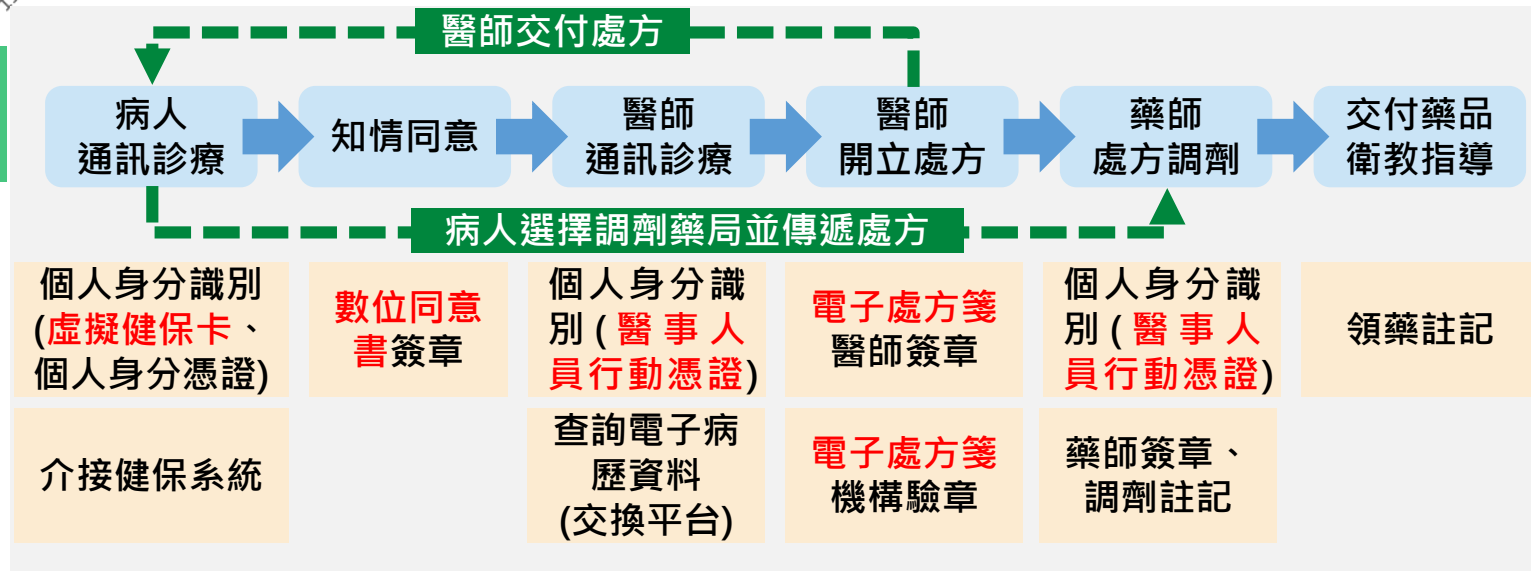 醫師交付處方
病人
通訊診療
知情同意
醫師
通訊診療
醫師
開立處方
藥師
處方調劑
交付藥品
衛教指導
病人選擇調劑藥局並傳遞處方
個人身分識別
(虛擬健保卡、
個人身分憑證)
數位同意
書簽章
個人身分識
別(醫事人
員行動憑證)
電子處方箋
醫師簽章
個人身分識
別(醫事人
員行動憑證)
領藥註記
介接健保系統
查詢電子病
歷資料
(交換平台)
電子處方箋
機構驗章
藥師簽章、
調劑註記